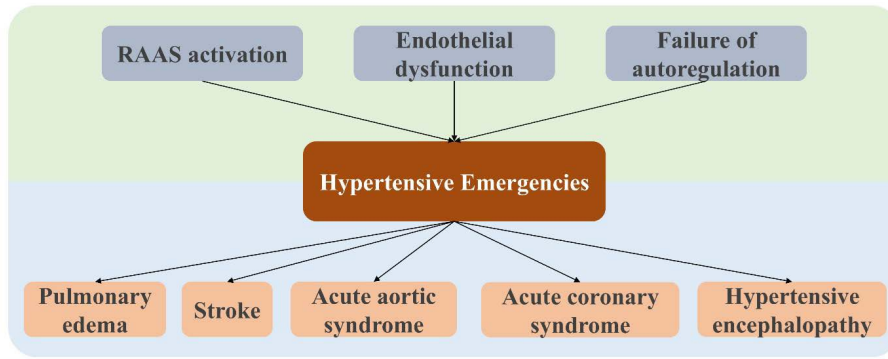 RAAS activation
Endothelial
dysfunction
Failure of
autoregulation
Hypertensive Emergencies
Pulmonary
edema
Stroke
Acute aortic
syndrome
Acute coronary
syndrome
Hypertensive
encephalopathy